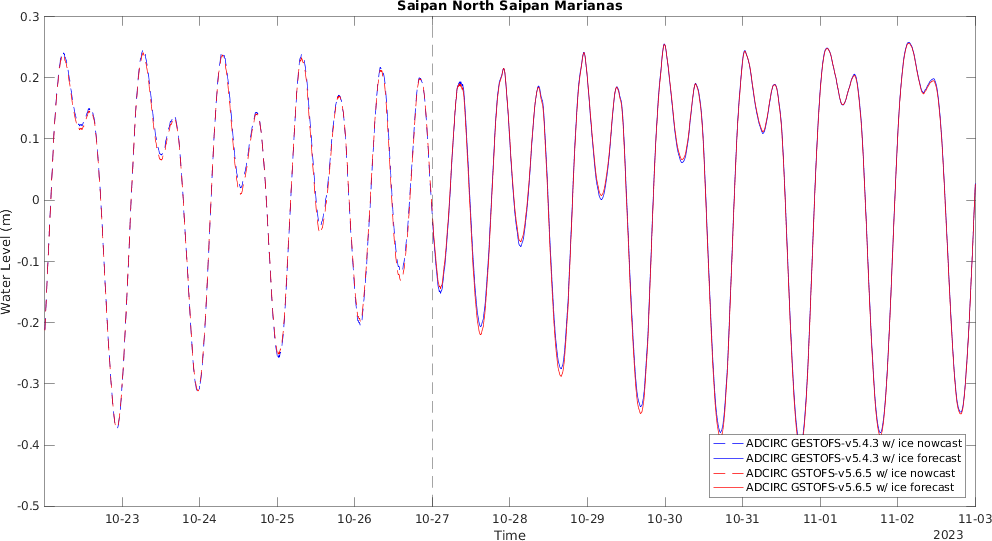 Saipan North Saipan Marianas
0.3
0.2
0.1
0
-0.1
-0.2
-0.3
-0.4
-0.5
Water Level (m)
ADCIRC GESTOFS-v5.4.3 w/ ice nowcast
ADCIRC GESTOFS-v5.4.3 w/ ice forecast
ADCIRC GSTOFS-v5.6.5 w/ ice nowcast
ADCIRC GSTOFS-v5.6.5 w/ ice forecast
10-23 10-24 10-25 10-26 10-27 10-28 10-29 10-30 10-31 11-01 11-02 11-03
Time
2023